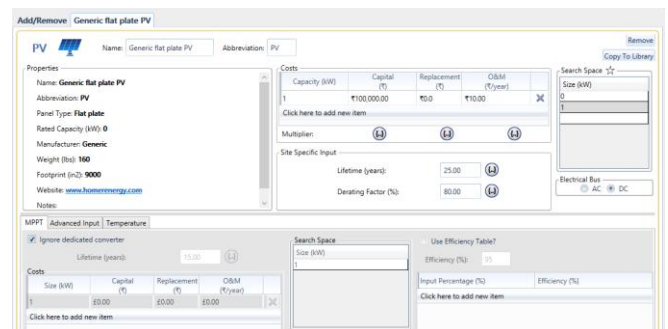 Add/Remove Generic flat plate PV
PV Name: Generic flat plate PV Abbreviation: PV
Remove
Copy To Library
Properties
Name: Generic flat plate PV
Abbreviation: PV
Panel Type: Flat plate
Rated Capacity (kW): 0
Manufacturer: Generic
Weight (lbs): 160
Footprint (in2): 9000
Website: www.homerenergy.com
Notes:
Costs
Capacity (kW) Capital (₹) Replacement (₹) O&M (₹/year)
1 ₹100,000.00 ₹0.0 ₹10.00
Click here to add new item
Multiplier: (..) (..) (..)
Site Specific Input
Lifetime (years): 25.00 (..)
Derating Factor (%): 80.00 (..)
Search Space
Size (kW)
0
1
Electrical Bus
AC DC
MPPT Advanced Input Temperature
Ignore dedicated converter
Lifetime (years): 15.00 (..)
Costs
Size (kW) Capital (₹) Replacement (₹) O&M (₹/year)
1 £0.00 £0.00 £0.00
Click here to add new item
Search Space
Size (kW)
1
Use Efficiency Table?
Efficiency (%): 95
Input Percentage (%) Efficiency (%)
Click here to add new item